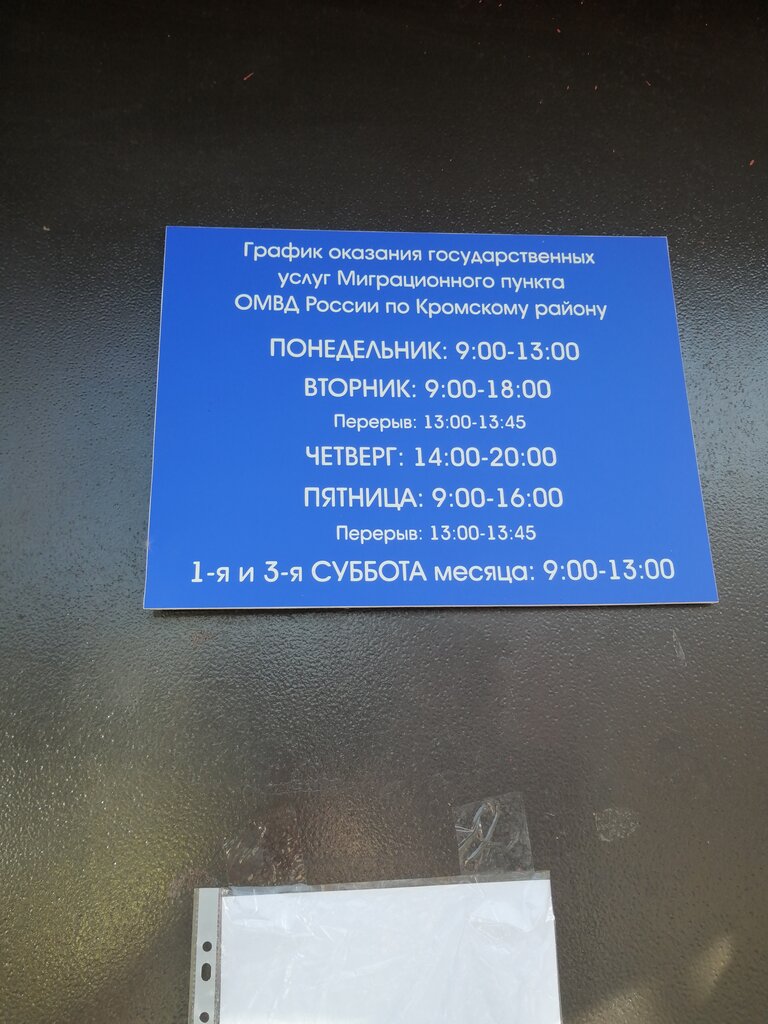 График оказания государственных
услуг Миграционного пункта
ОМВД России по Кромскому району
ПОНЕДЕЛЬНИК: 9:00-13:00
ВТОРНИК: 9:00-18:00
Перерыв: 13:00-13:45
ЧЕТВЕРГ: 14:00-20:00
ПЯТНИЦА: 9:00-16:00
Перерыв: 13:00-13:45
1-я и 3-я СУББОТА месяца: 9:00-13:00